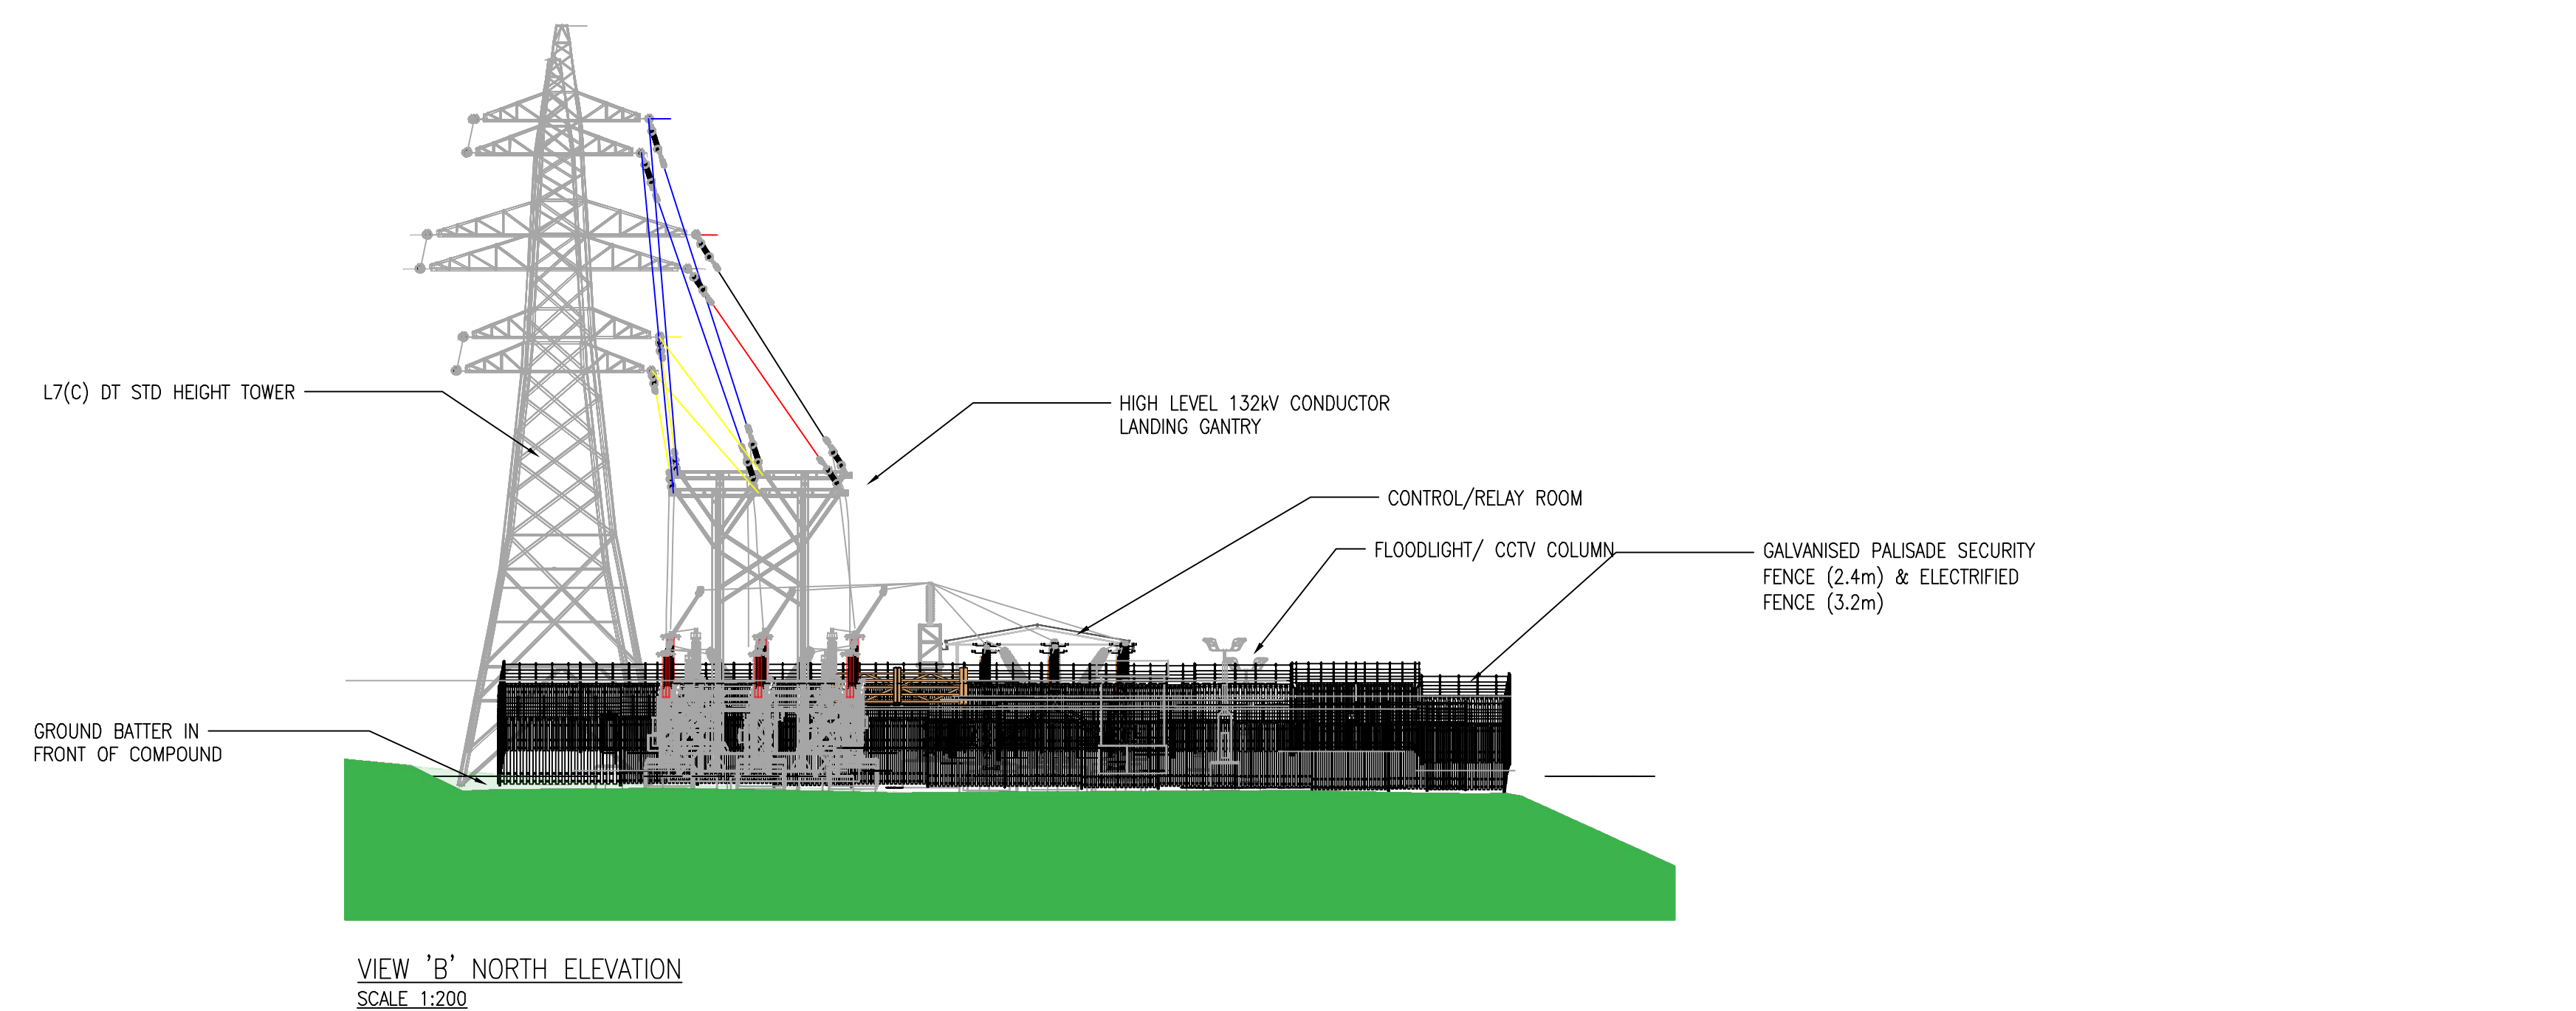 L7(C) DT STD HEIGHT TOWER
HIGH LEVEL 132kV CONDUCTOR
LANDING GANTRY
CONTROL/RELAY ROOM
FLOODLIGHT/ CCTV COLUMN
GALVANISED PALISADE SECURITY
FENCE (2.4m) & ELECTRIFIED
FENCE (3.2m)
GROUND BATTER IN
FRONT OF COMPOUND
VIEW 'B' NORTH ELEVATION
SCALE 1:200